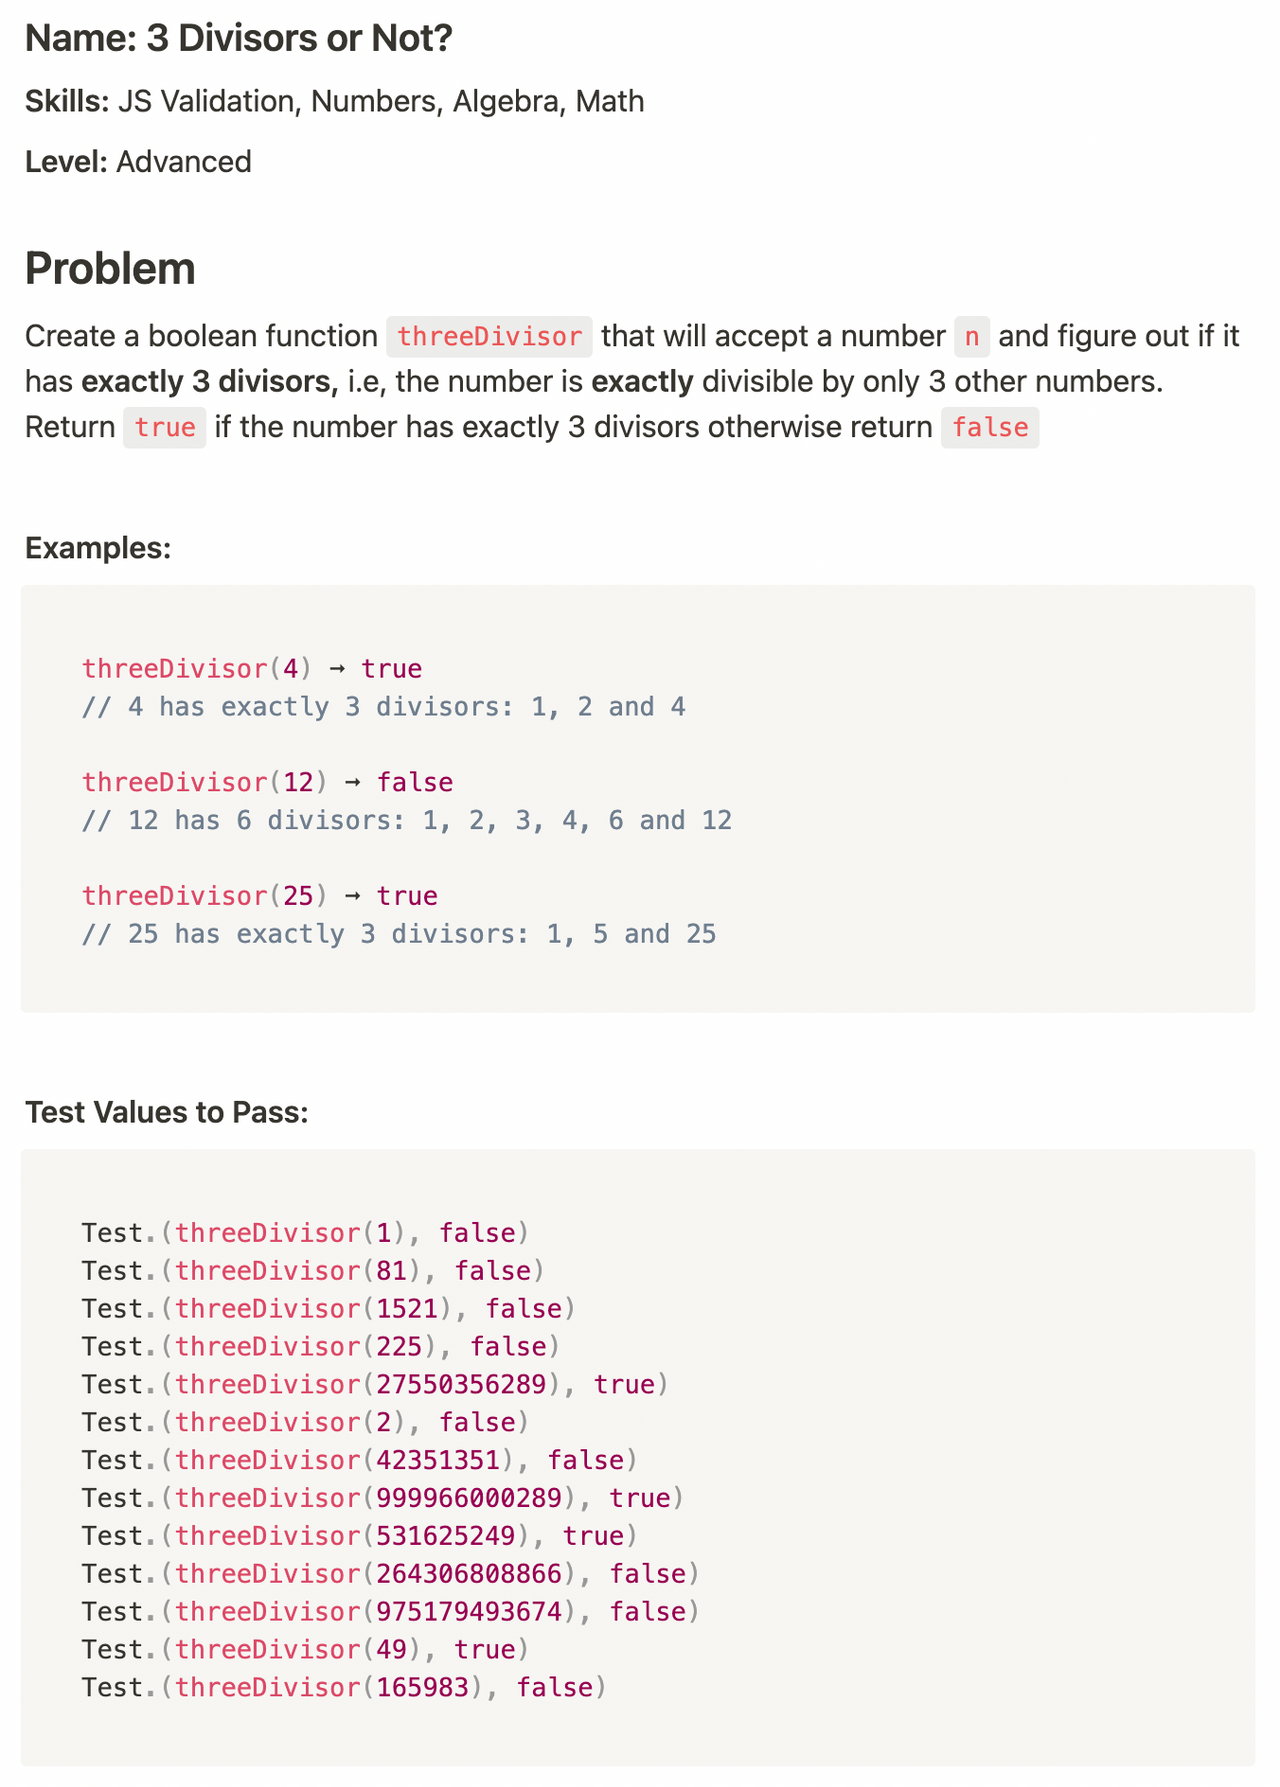 Name: 3 Divisors or Not?
Skills: JS Validation, Numbers, Algebra, Math
Level: Advanced
Problem
Create a boolean function threeDivisor that will accept a number n and figure out if it
has exactly 3 divisors, i.e, the number is exactly divisible by only 3 other numbers.
Return true if the number has exactly 3 divisors otherwise return false
Examples:
threeDivisor(4) → true
// 4 has exactly 3 divisors: 1, 2 and 4
threeDivisor(12) → false
// 12 has 6 divisors: 1, 2, 3, 4, 6 and 12
threeDivisor(25) → true
// 25 has exactly 3 divisors: 1, 5 and 25
Test Values to Pass:
Test.(threeDivisor(1), false)
Test.(threeDivisor(81), false)
Test.(threeDivisor(1521), false)
Test.(threeDivisor(225), false)
Test.(threeDivisor(27550356289), true)
Test.(threeDivisor(2), false)
Test.(threeDivisor(42351351), false)
Test.(threeDivisor(999966000289), true)
Test.(threeDivisor(531625249), true)
Test.(threeDivisor(264306808866), false)
Test.(threeDivisor(975179493674), false)
Test.(threeDivisor(49), true)
Test.(threeDivisor(165983), false)